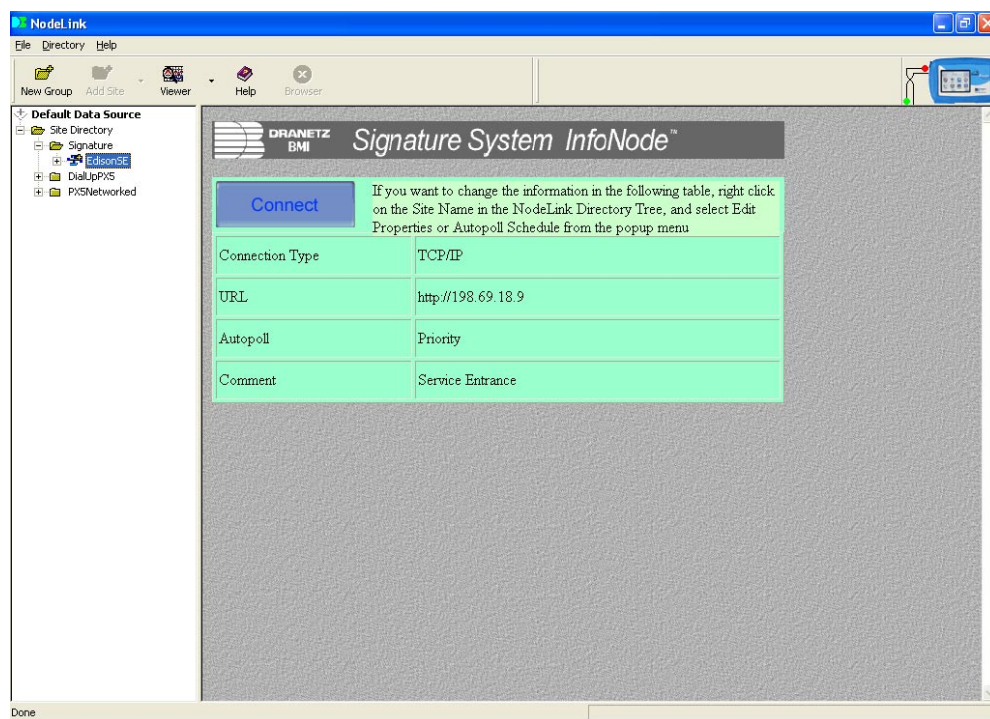 NodeLink
File Directory Help
New Group Add Site Viewer Help Browser
Default Data Source
Site Directory
Signature
EdisonSE
DialUpPX5
PX5Networked
DRANETZ
BMI
Signature System InfoNode™
Connect
If you want to change the information in the following table, right click
on the Site Name in the NodeLink Directory Tree, and select Edit
Properties or Autopoll Schedule from the popup menu
Connection Type TCP/IP
URL http://198.69.18.9
Autopoll Priority
Comment Service Entrance
Done